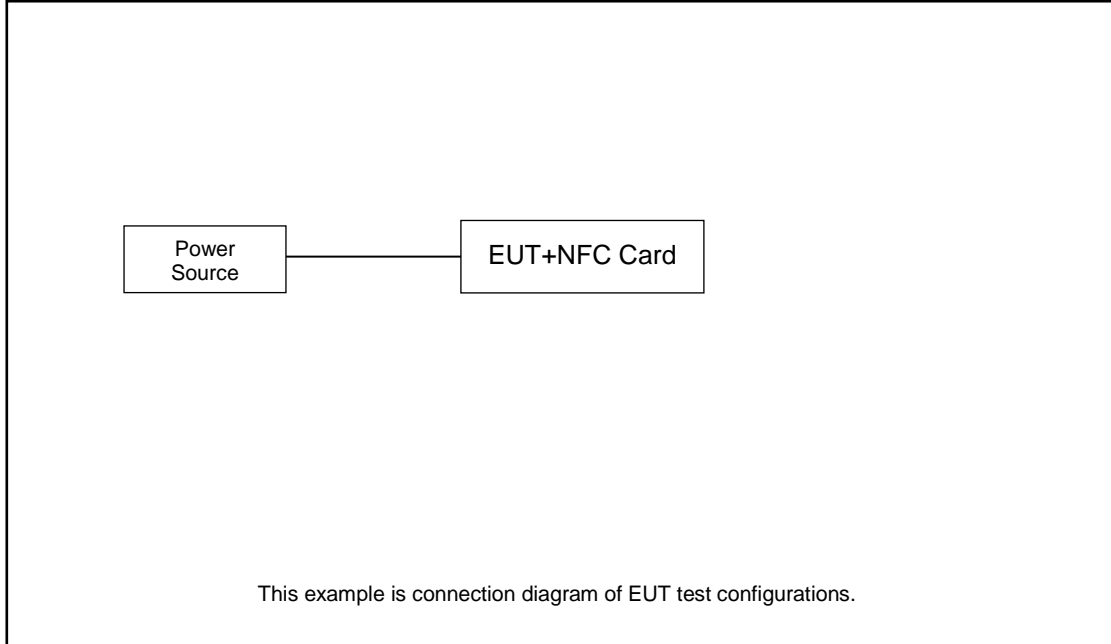 Power
Source
EUT+NFC Card
This example is connection diagram of EUT test configurations.